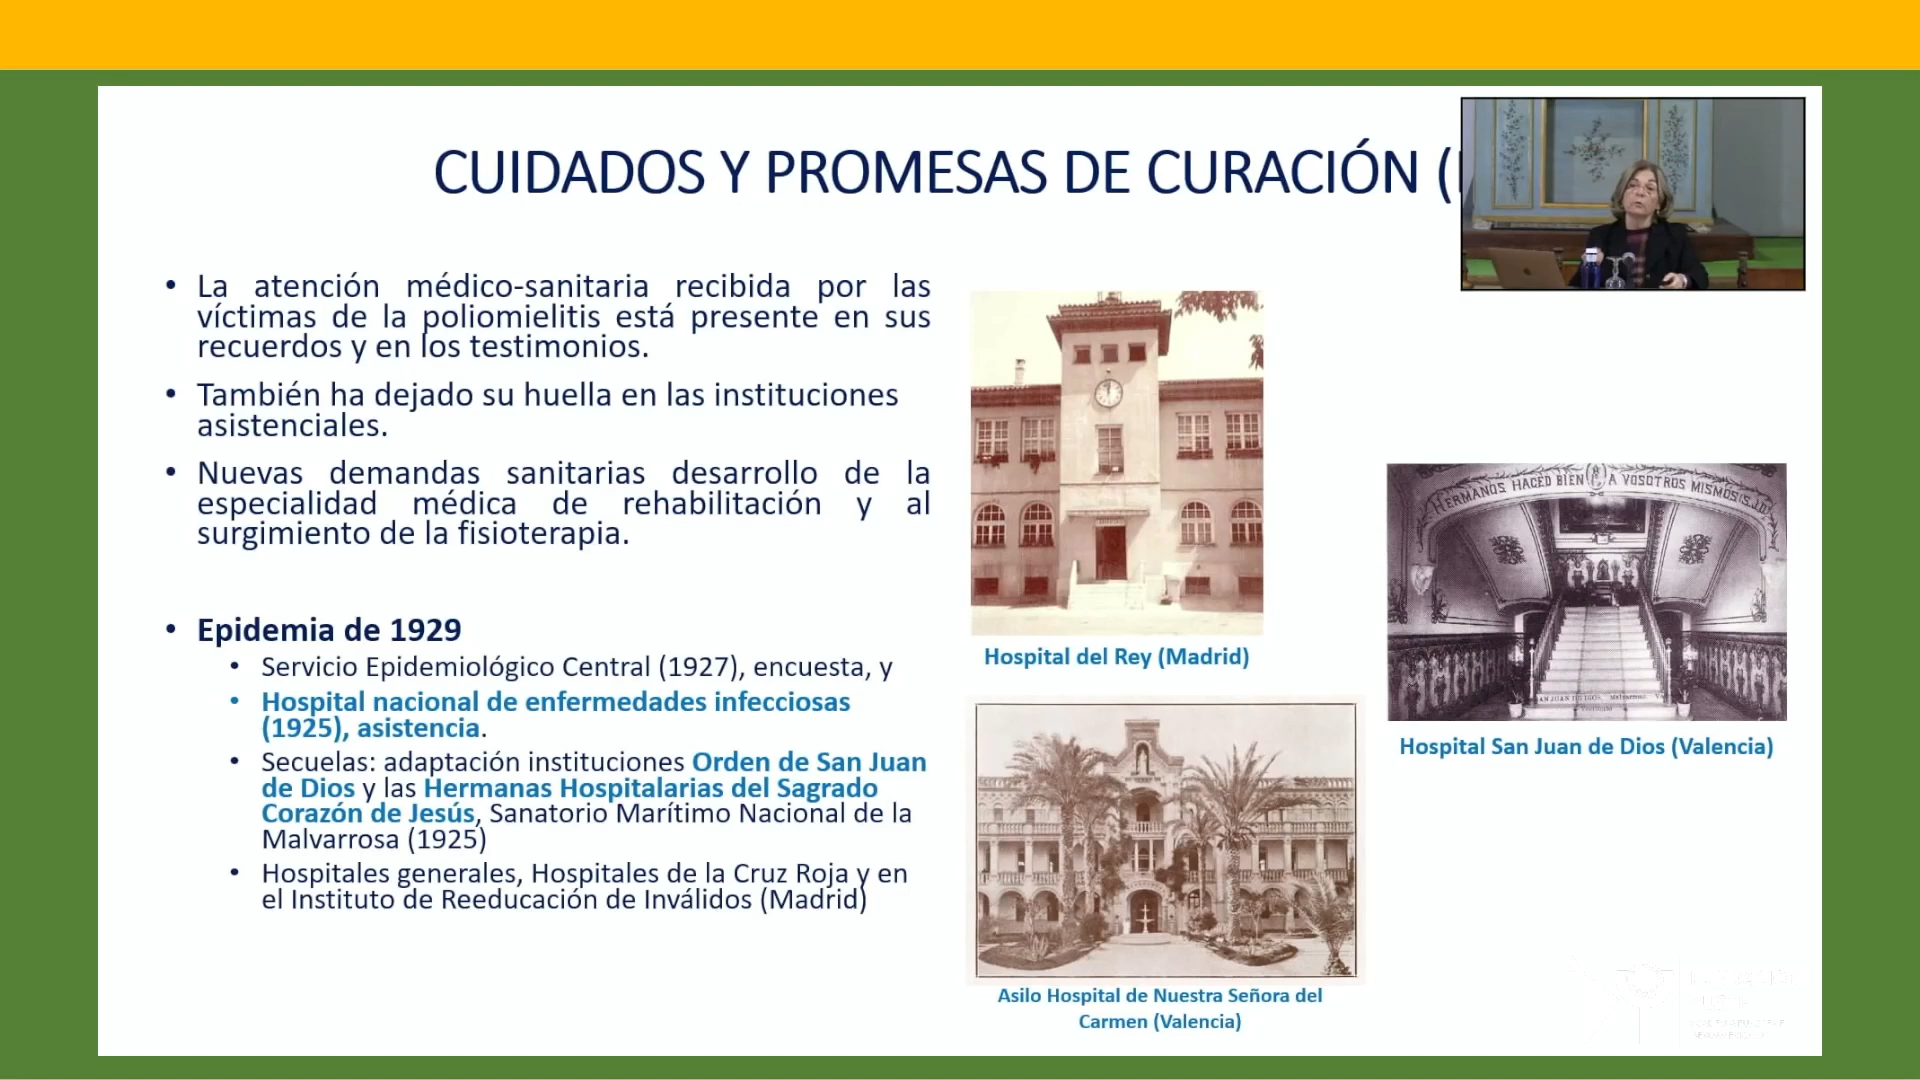 CUIDADOS Y PROMESAS DE CURACIÓN (
• La atención médico-sanitaria recibida por las
víctimas de la poliomielitis está presente en sus
recuerdos y en los testimonios.
• También ha dejado su huella en las instituciones
asistenciales.
• Nuevas demandas sanitarias desarrollo de la
especialidad médica de rehabilitación y al
surgimiento de la fisioterapia.
• Epidemia de 1929
• Servicio Epidemiológico Central (1927), encuesta, y
• Hospital nacional de enfermedades infecciosas
(1925), asistencia.
• Secuelas: adaptación instituciones Orden de San Juan
de Dios y las Hermanas Hospitalarias del Sagrado
Corazón de Jesús, Sanatorio Marítimo Nacional de la
Malvarrosa (1925)
• Hospitales generales, Hospitales de la Cruz Roja y en
el Instituto de Reeducación de Inválidos (Madrid)
Hospital del Rey (Madrid)
HERMANOS HACED BIEN A VOSOTROS MISMOS
Hospital San Juan de Dios (Valencia)
Asilo Hospital de Nuestra Señora del
Carmen (Valencia)